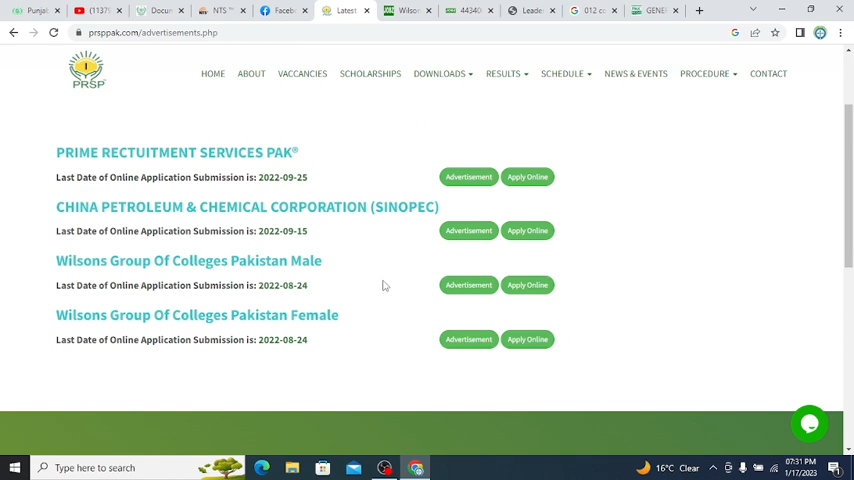 Punjab
(11379
Docum
NTS ™
Faceb
Latest
Wilson
44340
Leade
012 co
GENE
prsppak.com/advertisements.php
PRSP
HOME ABOUT VACCANCIES SCHOLARSHIPS DOWNLOADS RESULTS SCHEDULE NEWS & EVENTS PROCEDURE CONTACT
PRIME RECTUITMENT SERVICES PAK®
Last Date of Online Application Submission is: 2022-09-25 Advertisement Apply Online
CHINA PETROLEUM & CHEMICAL CORPORATION (SINOPEC)
Last Date of Online Application Submission is: 2022-09-15 Advertisement Apply Online
Wilsons Group Of Colleges Pakistan Male
Last Date of Online Application Submission is: 2022-08-24 Advertisement Apply Online
Wilsons Group Of Colleges Pakistan Female
Last Date of Online Application Submission is: 2022-08-24 Advertisement Apply Online
Type here to search
16°C Clear
07:31 PM
1/17/2023